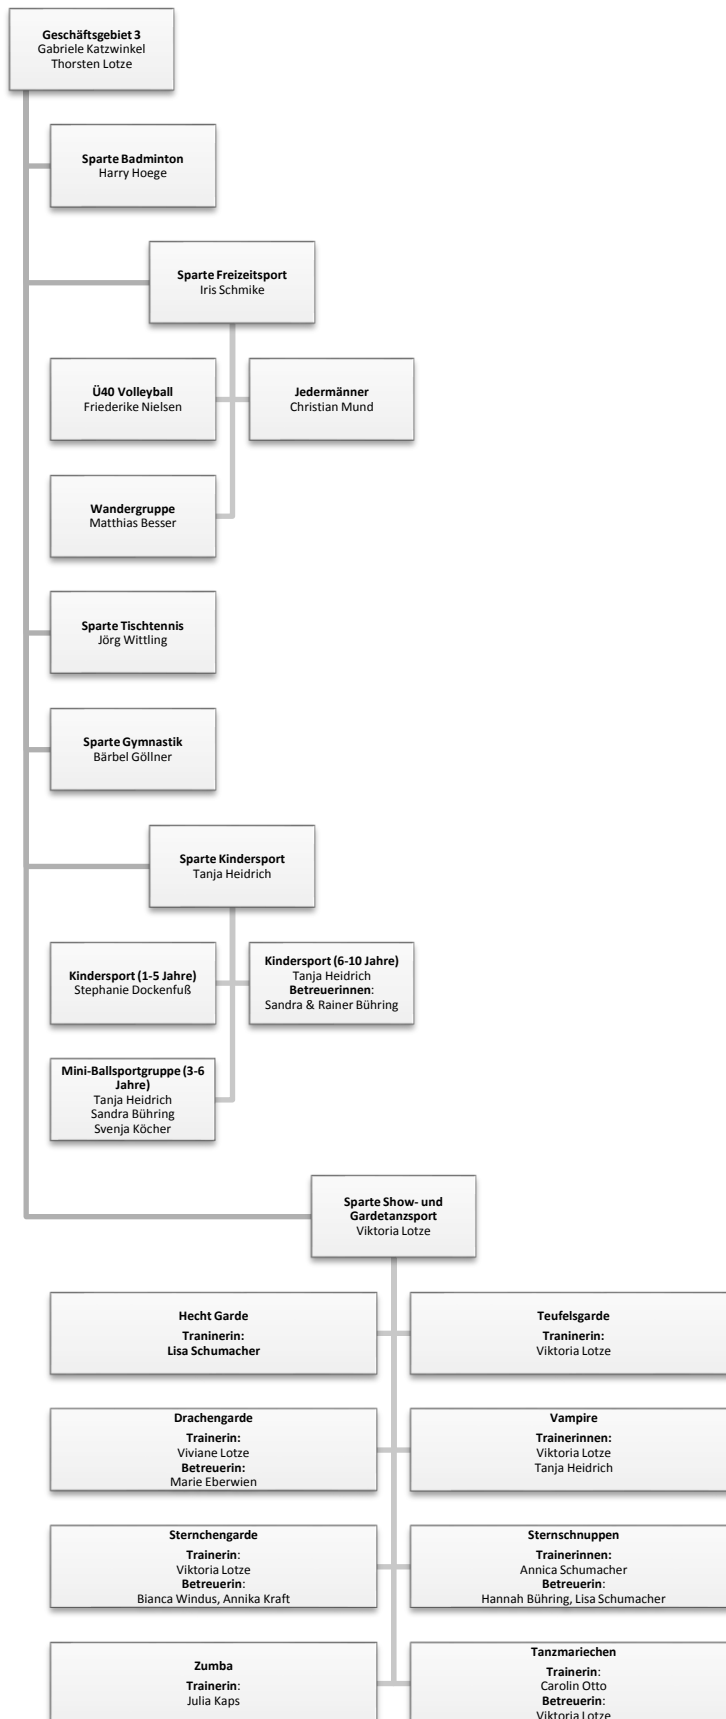 Geschäftsgebiet 3
Gabriele Katzwinkel
Thorsten Lotze
Sparte Badminton
Harry Hoege
Sparte Freizeitsport
Iris Schmike
Ü40 Volleyball
Friederike Nielsen
Jedermänner
Christian Mund
Wandergruppe
Matthias Besser
Sparte Tischtennis
Jörg Wittling
Sparte Gymnastik
Bärbel Göllner
Sparte Kindersport
Tanja Heidrich
Kindersport (1-5 Jahre)
Stephanie Dockenfuß
Kindersport (6-10 Jahre)
Tanja Heidrich
Betreuerinnen:
Sandra & Rainer Bühring
Mini-Ballsportgruppe (3-6
Jahre)
Tanja Heidrich
Sandra Bühring
Svenja Köcher
Sparte Show- und
Gardetanzsport
Viktoria Lotze
Hecht Garde
Traninerin:
Lisa Schumacher
Teufelsgarde
Traninerin:
Viktoria Lotze
Drachengarde
Trainerin:
Viviane Lotze
Betreuerin:
Marie Eberwien
Vampire
Trainerinnen:
Viktoria Lotze
Tanja Heidrich
Sternchengarde
Trainerin:
Viktoria Lotze
Betreuerin:
Bianca Windus, Annika Kraft
Sternschnuppen
Trainerinnen:
Annica Schumacher
Betreuerin:
Hannah Bühring, Lisa Schumacher
Zumba
Trainerin:
Julia Kaps
Tanzmariechen
Trainerin:
Carolin Otto
Betreuerin:
Viktoria Lotze